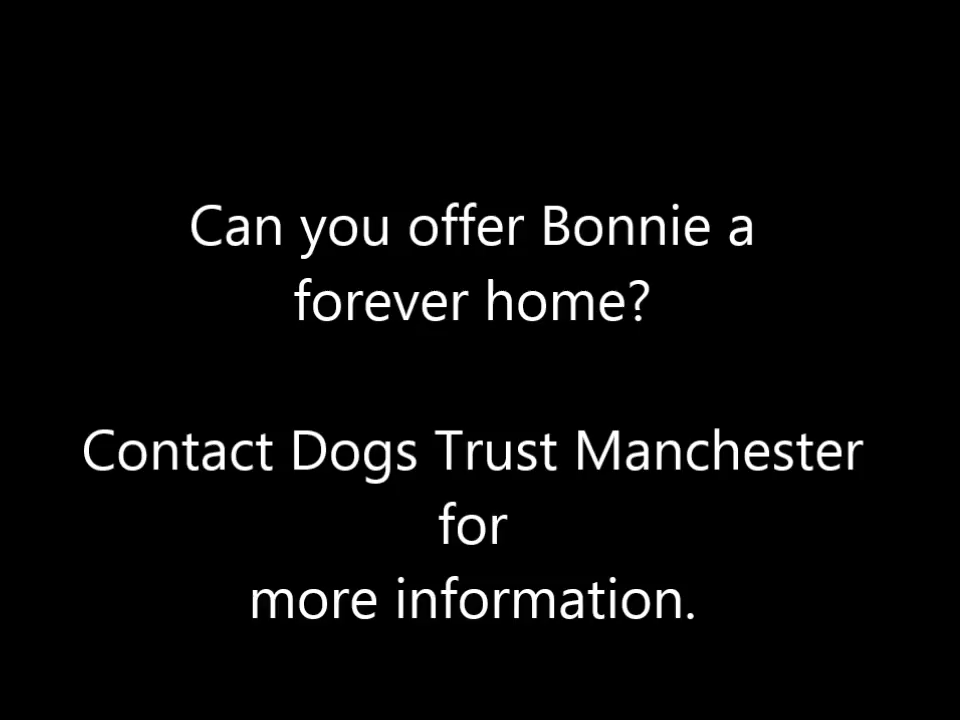 Can you offer Bonnie a
forever home?
Contact Dogs Trust Manchester
for
more information.